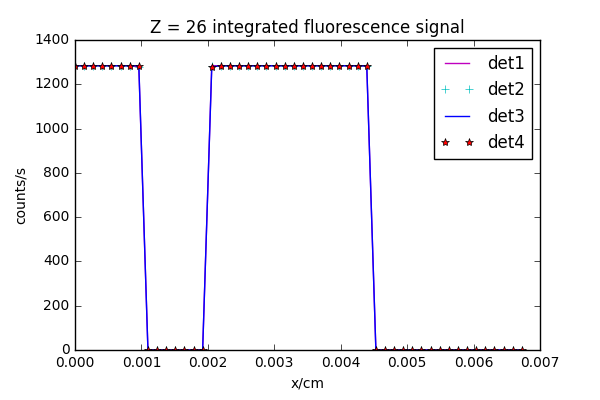 Z = 26 integrated fluorescence signal
1400
1200
1000
800
600
400
200
0
counts/s
det1
det2
det3
det4
0.000 0.001 0.002 0.003 0.004 0.005 0.006 0.007
x/cm